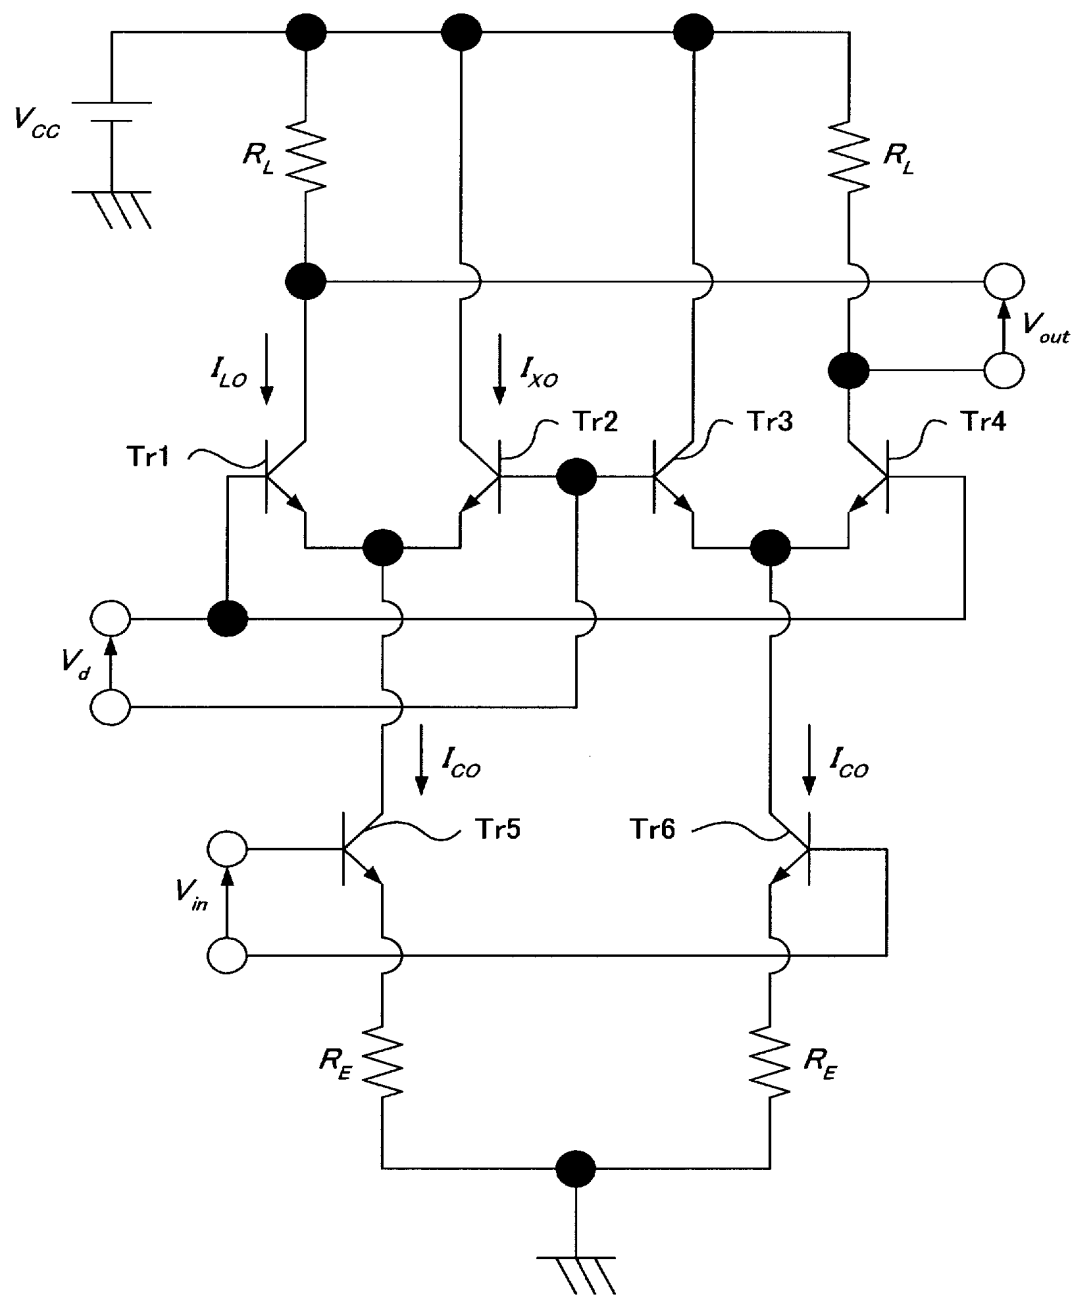 V_CC
R_L
R_L
V_out
I_LO
I_XO
Tr1
Tr2
Tr3
Tr4
V_d
I_CO
I_CO
Tr5
Tr6
V_in
R_E
R_E